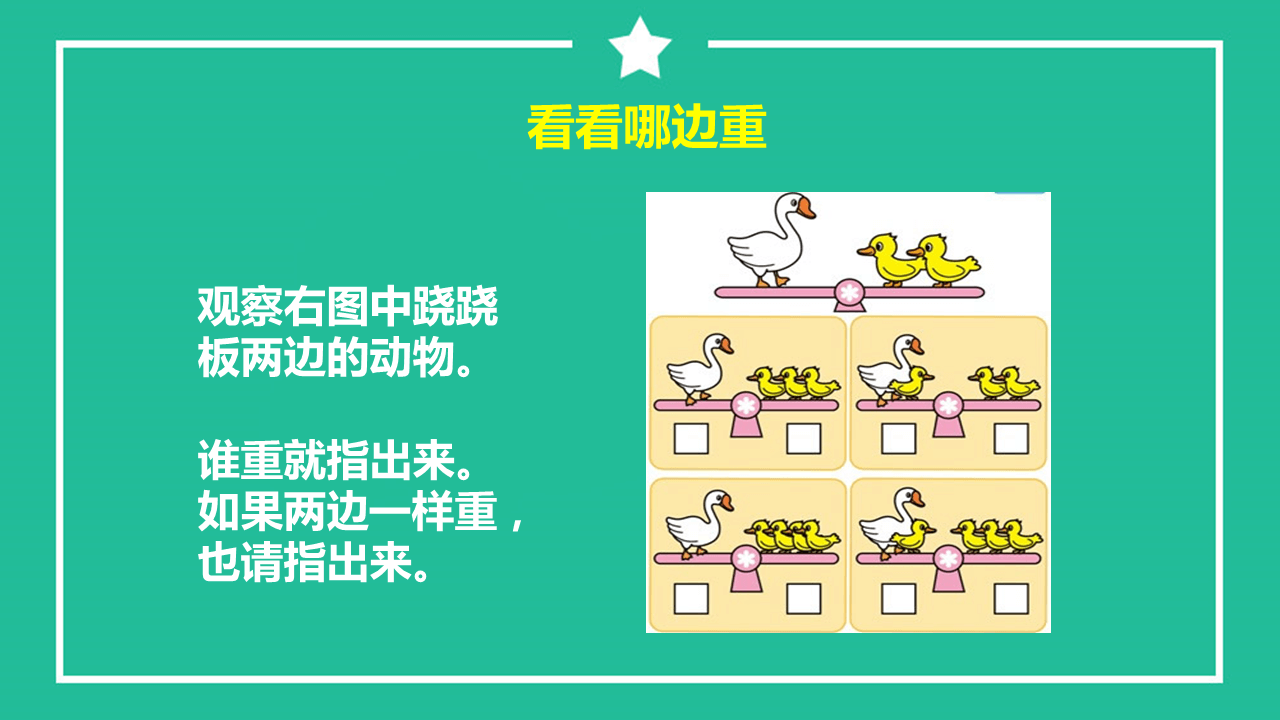 看看哪边重
观察右图中跷跷
板两边的动物。
谁重就指出来。
如果两边一样重，
也请指出来。